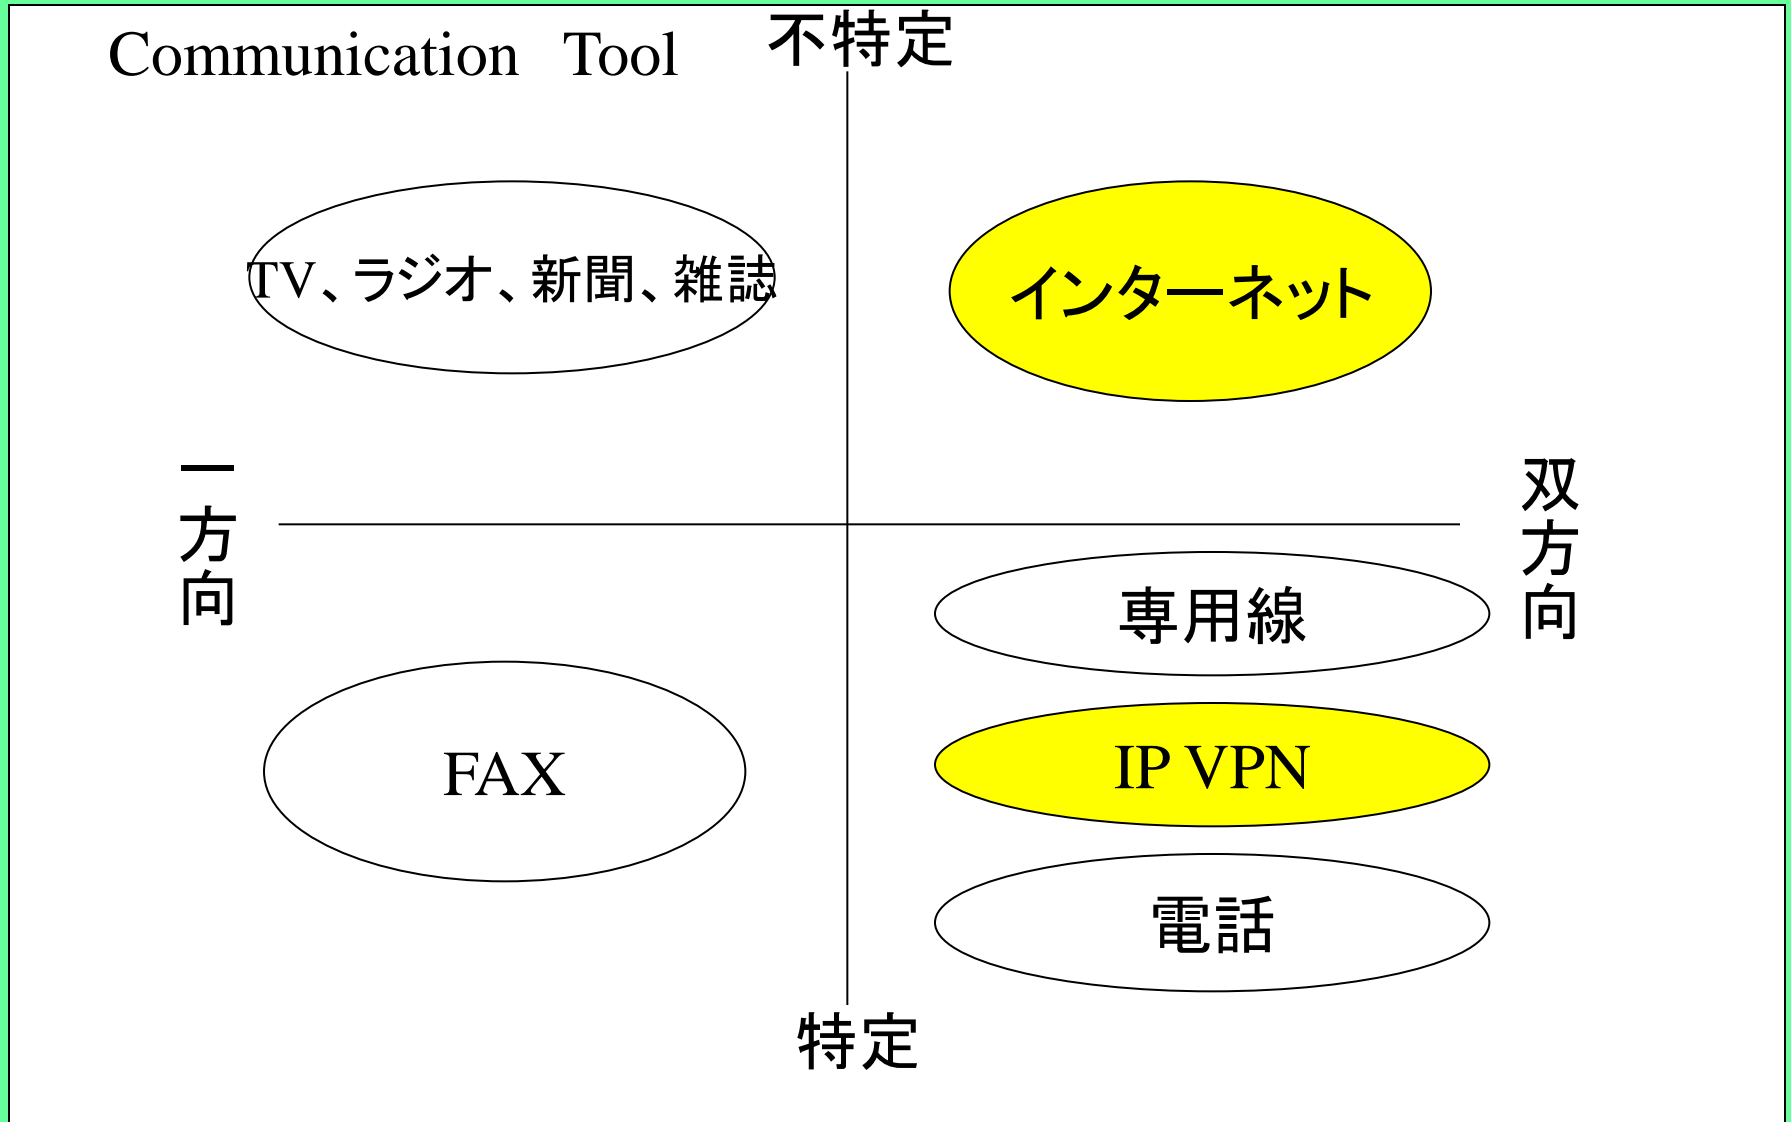 Communication Tool
不特定
TV、ラジオ、新聞、雑誌
インターネット
一方向
双方向
専用線
FAX
IP VPN
電話
特定